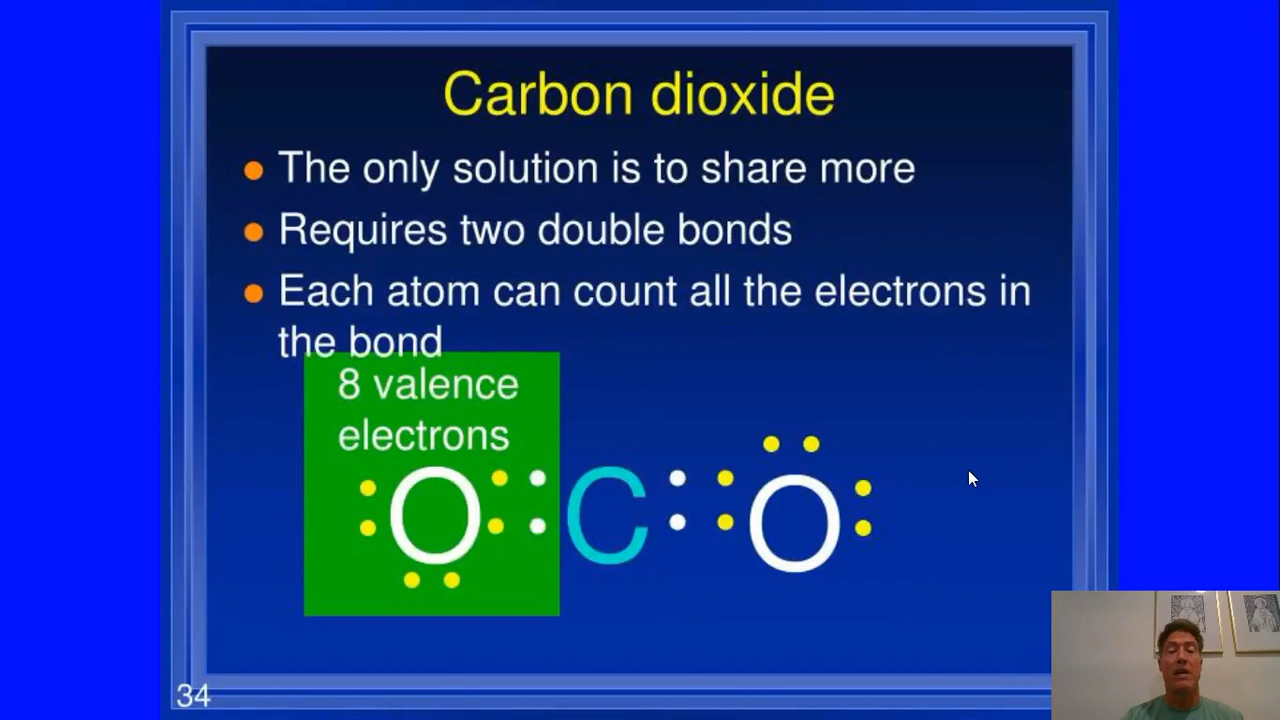 Carbon dioxide
The only solution is to share more
Requires two double bonds
Each atom can count all the electrons in
the bond
8 valence
electrons
O C O
34